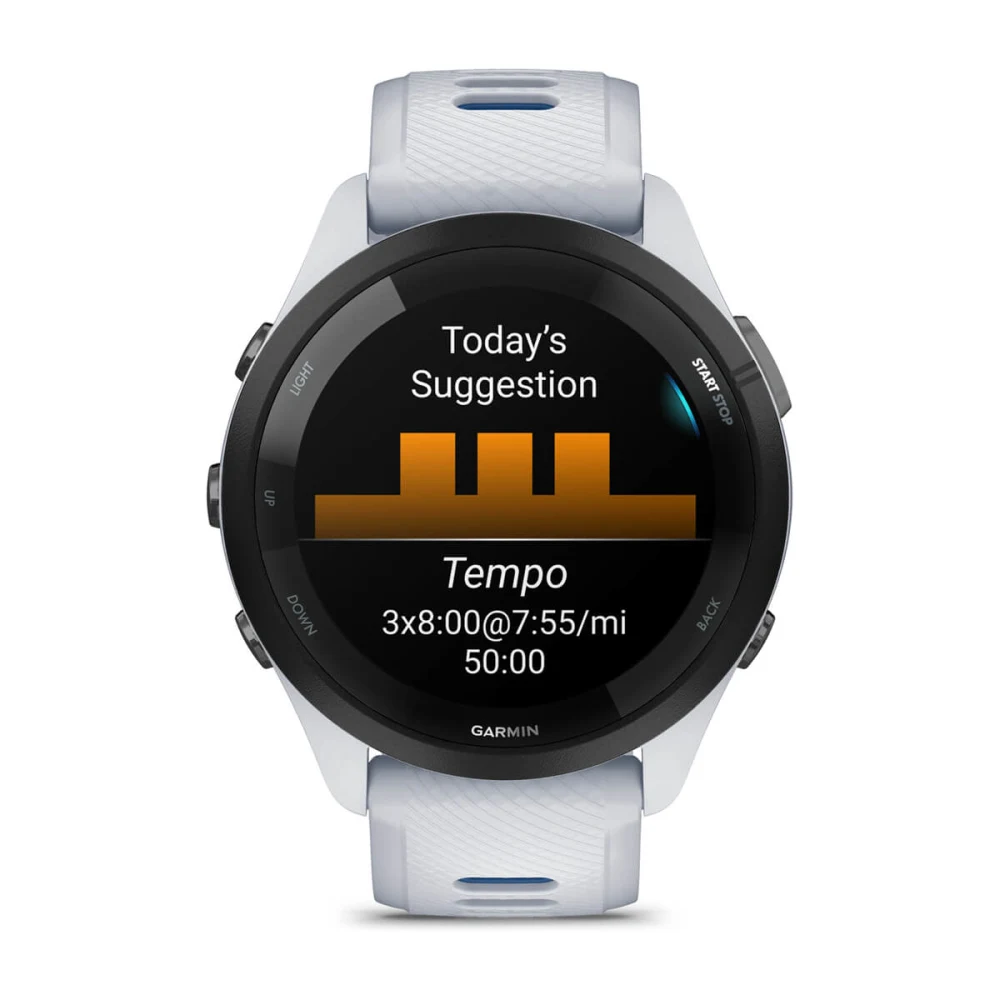 Today’s
Suggestion
LIGHT
START STOP
UP
Tempo
3x8:00@7:55/mi
50:00
DOWN
BACK
GARMIN